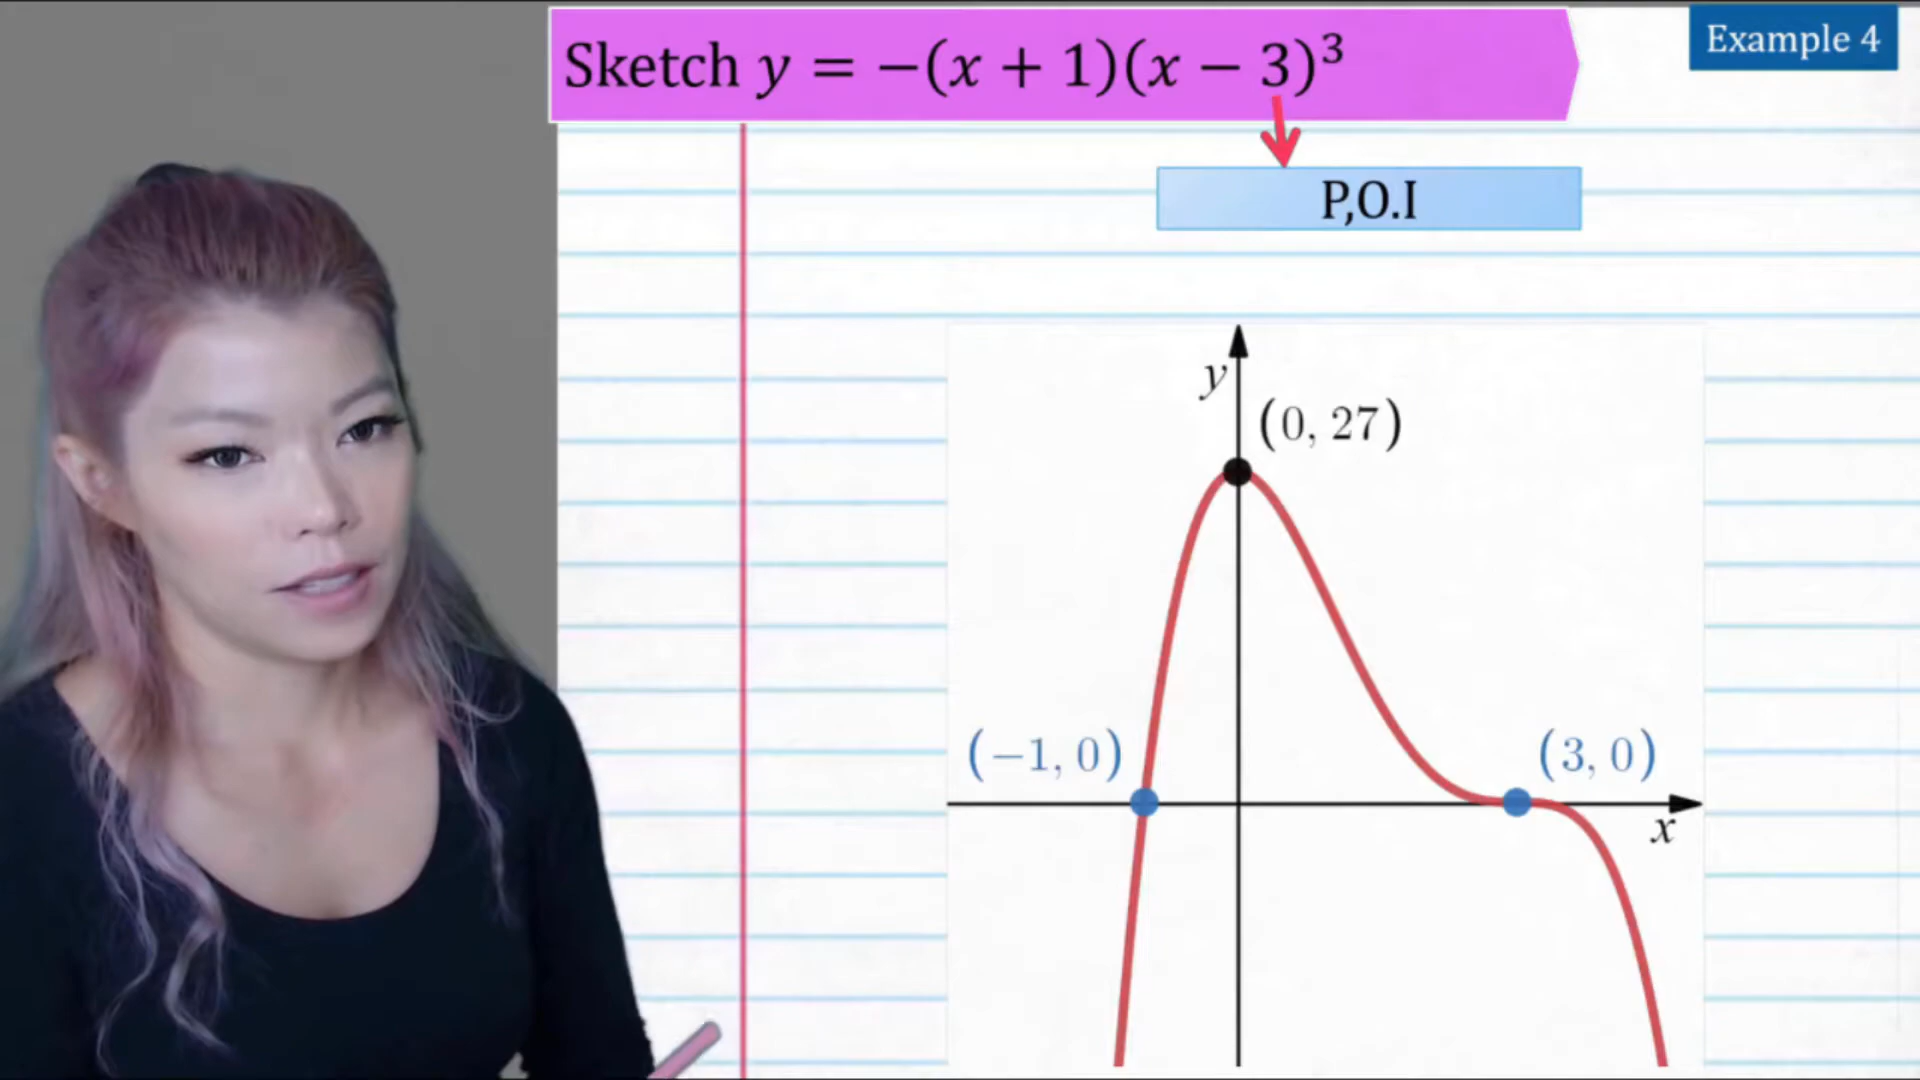 Sketch y = −(x + 1)(x − 3)³
Example 4
P,O.I
y
(0, 27)
(−1, 0)
(3, 0)
x